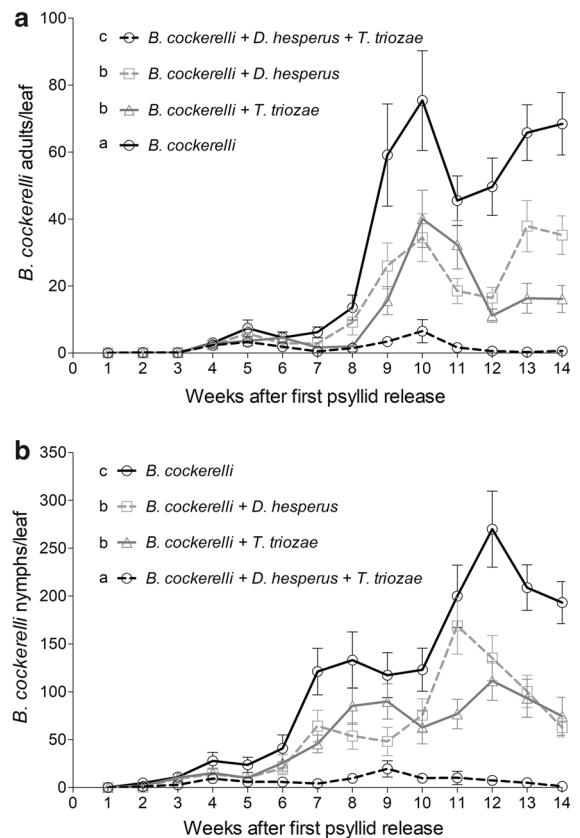 a
100
80
60
40
20
0
B. cockerelli adults/leaf
c B. cockerelli + D. hesperus + T. triozae
b B. cockerelli + D. hesperus
b B. cockerelli + T. triozae
a B. cockerelli
0 1 2 3 4 5 6 7 8 9 10 11 12 13 14
Weeks after first psyllid release
b
350
300
250
200
150
100
50
0
B. cockerelli nymphs/leaf
c B. cockerelli
b B. cockerelli + D. hesperus
b B. cockerelli + T. triozae
a B. cockerelli + D. hesperus + T. triozae
0 1 2 3 4 5 6 7 8 9 10 11 12 13 14
Weeks after first psyllid release